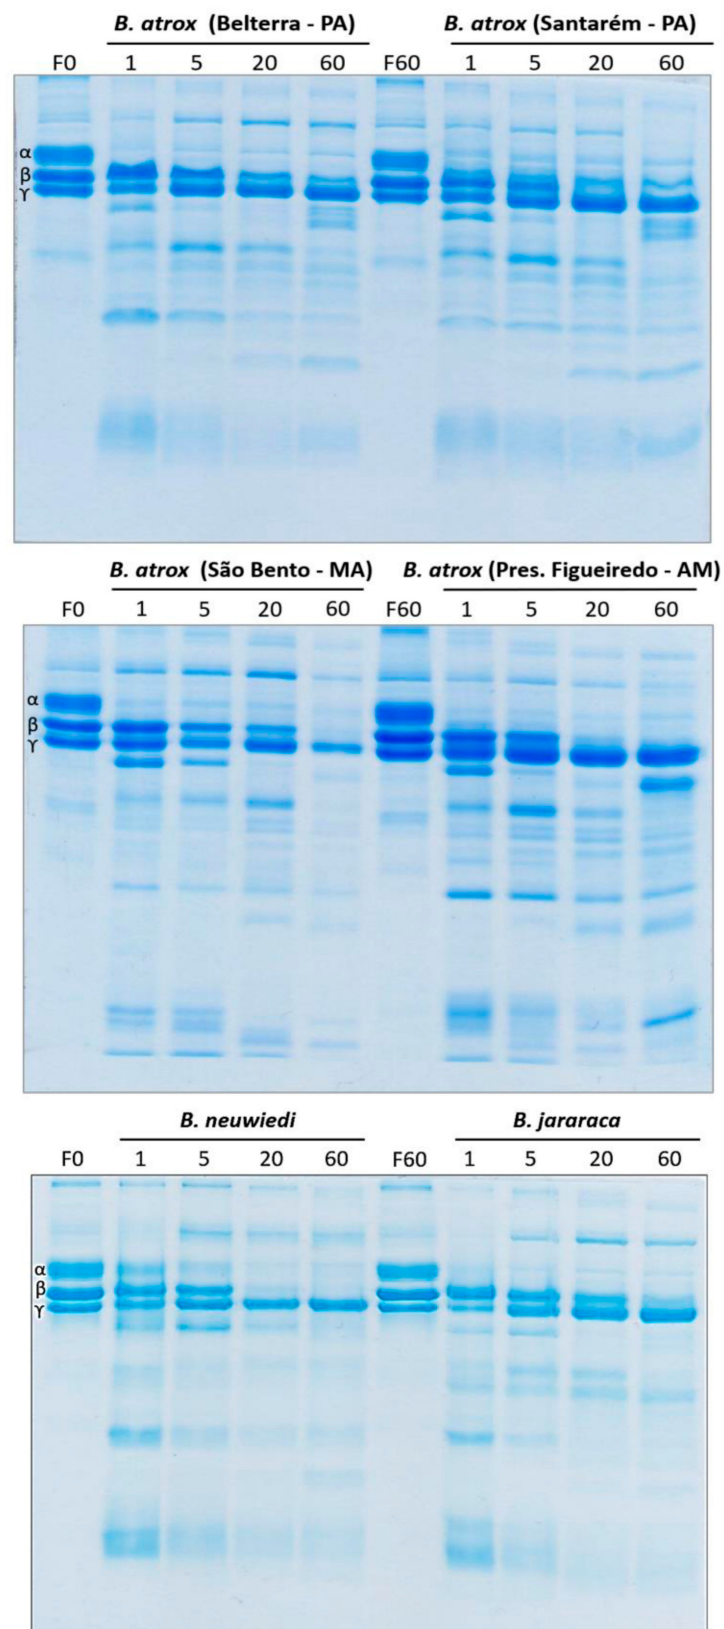 B. atrox (Belterra - PA) B. atrox (Santarém - PA)
F0 1 5 20 60 F60 1 5 20 60
α
β
ϒ
B. atrox (São Bento - MA) B. atrox (Pres. Figueiredo - AM)
F0 1 5 20 60 F60 1 5 20 60
α
β
ϒ
B. neuwiedi B. jararaca
F0 1 5 20 60 F60 1 5 20 60
α
β
ϒ